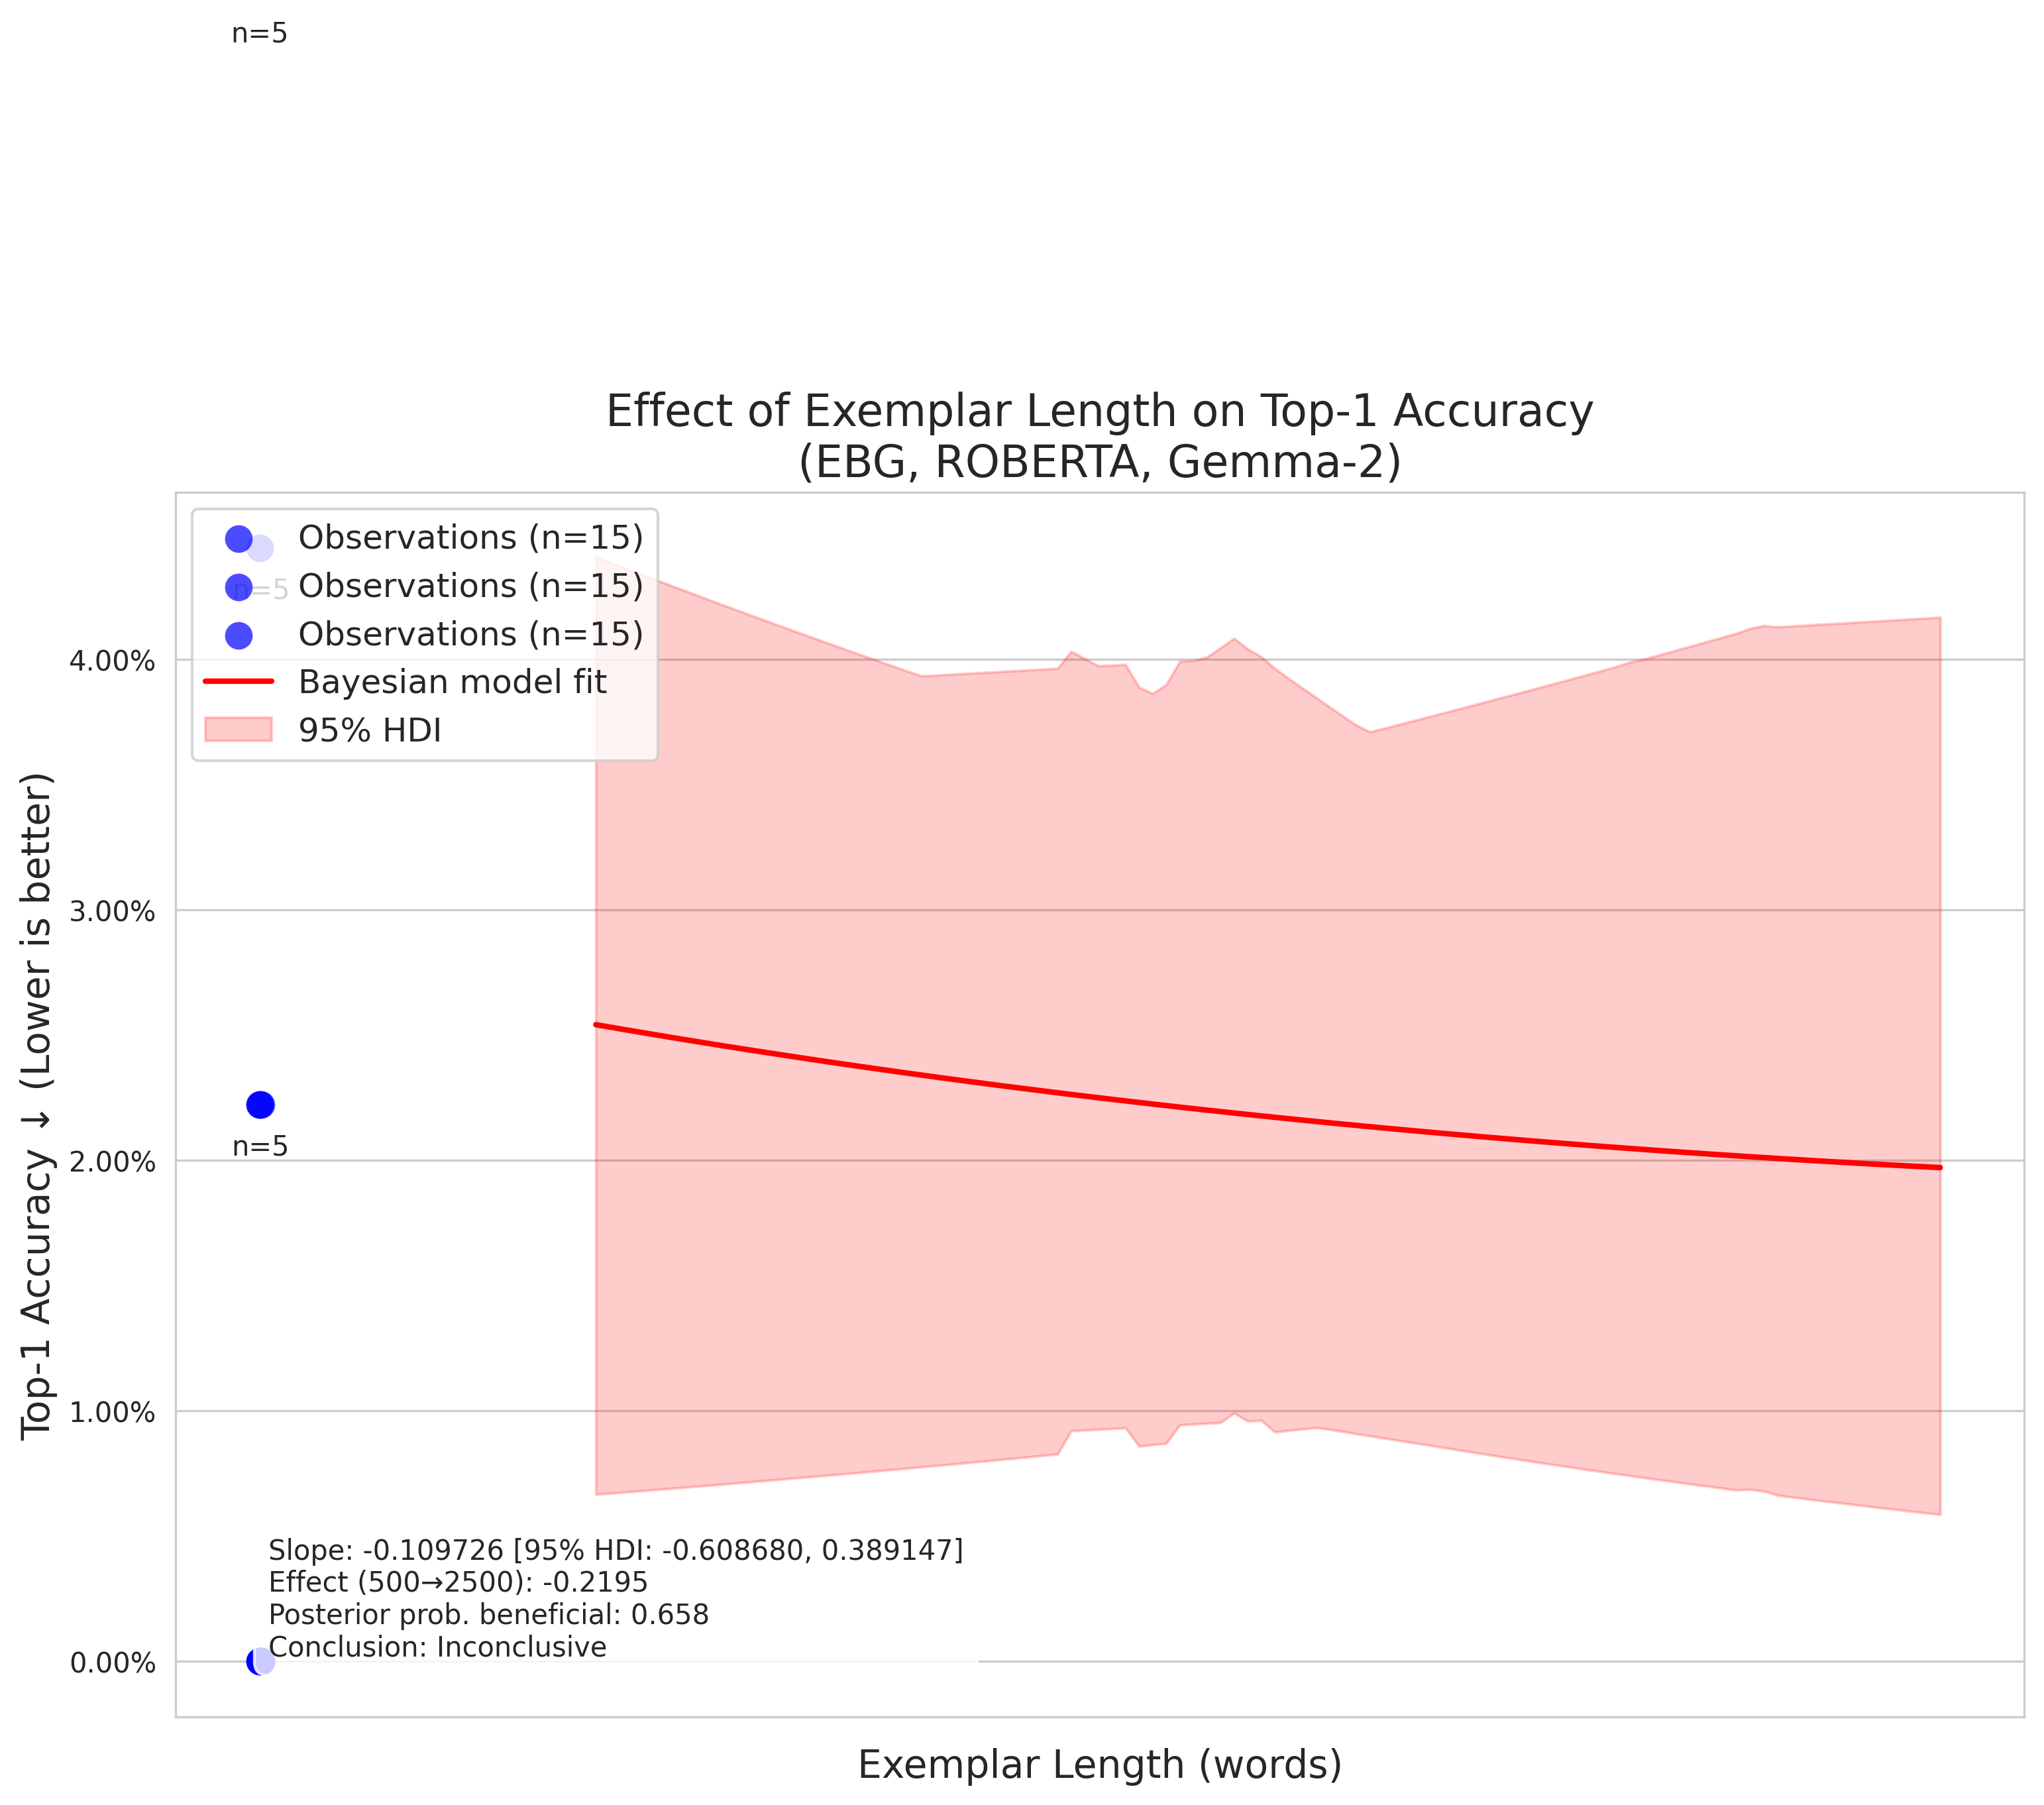 n=5
Effect of Exemplar Length on Top-1 Accuracy
(EBG, ROBERTA, Gemma-2)
Observations (n=15)
n=5
Observations (n=15)
Observations (n=15)
Bayesian model fit
95% HDI
4.00%
3.00%
n=5
2.00%
1.00%
0.00%
Top-1 Accuracy ↓ (Lower is better)
Slope: -0.109726 [95% HDI: -0.608680, 0.389147]
Effect (500→2500): -0.2195
Posterior prob. beneficial: 0.658
Conclusion: Inconclusive
Exemplar Length (words)